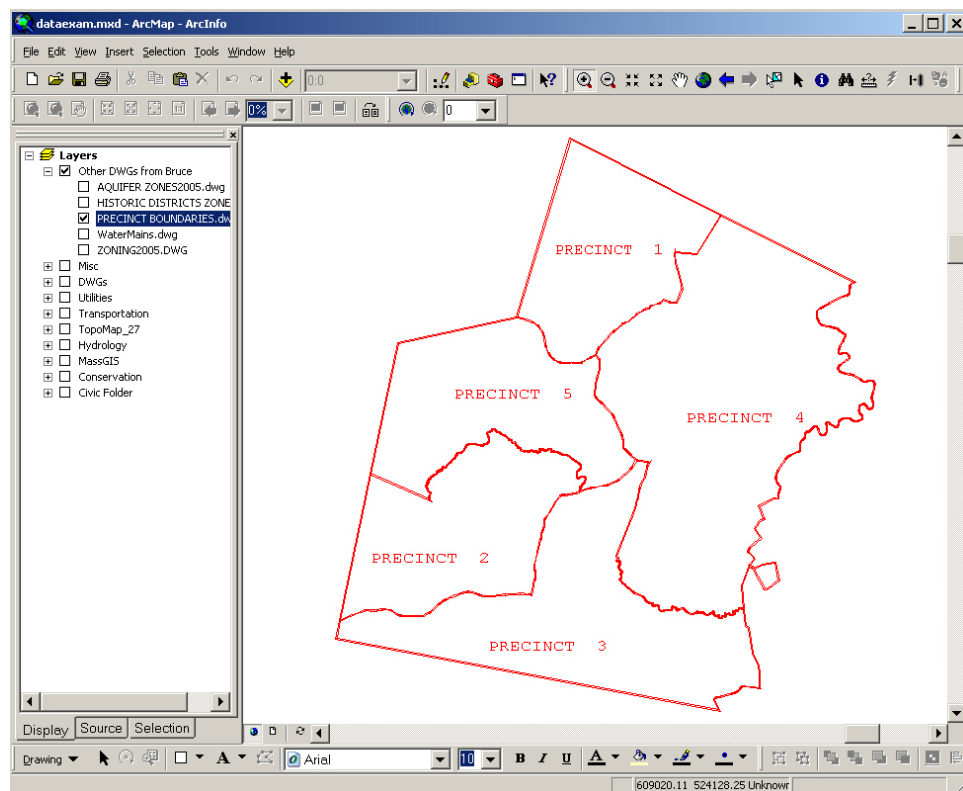 dataexam.mxd - ArcMap - ArcInfo
File Edit View Insert Selection Tools Window Help
0:0
0% 0
Layers
Other DWGs from Bruce
AQUIFER ZONES2005.dwg
HISTORIC DISTRICTS ZONE
PRECINCT BOUNDARIES.dw
WaterMains.dwg
ZONING2005.DWG
Misc
DWGs
Utilities
Transportation
TopoMap_27
Hydrology
MassGIS
Conservation
Civic Folder
PRECINCT 1
PRECINCT 5
PRECINCT 4
PRECINCT 2
PRECINCT 3
Display Source Selection
Drawing A Arial 10 B I U A
609020.11 524128.25 Unknowr